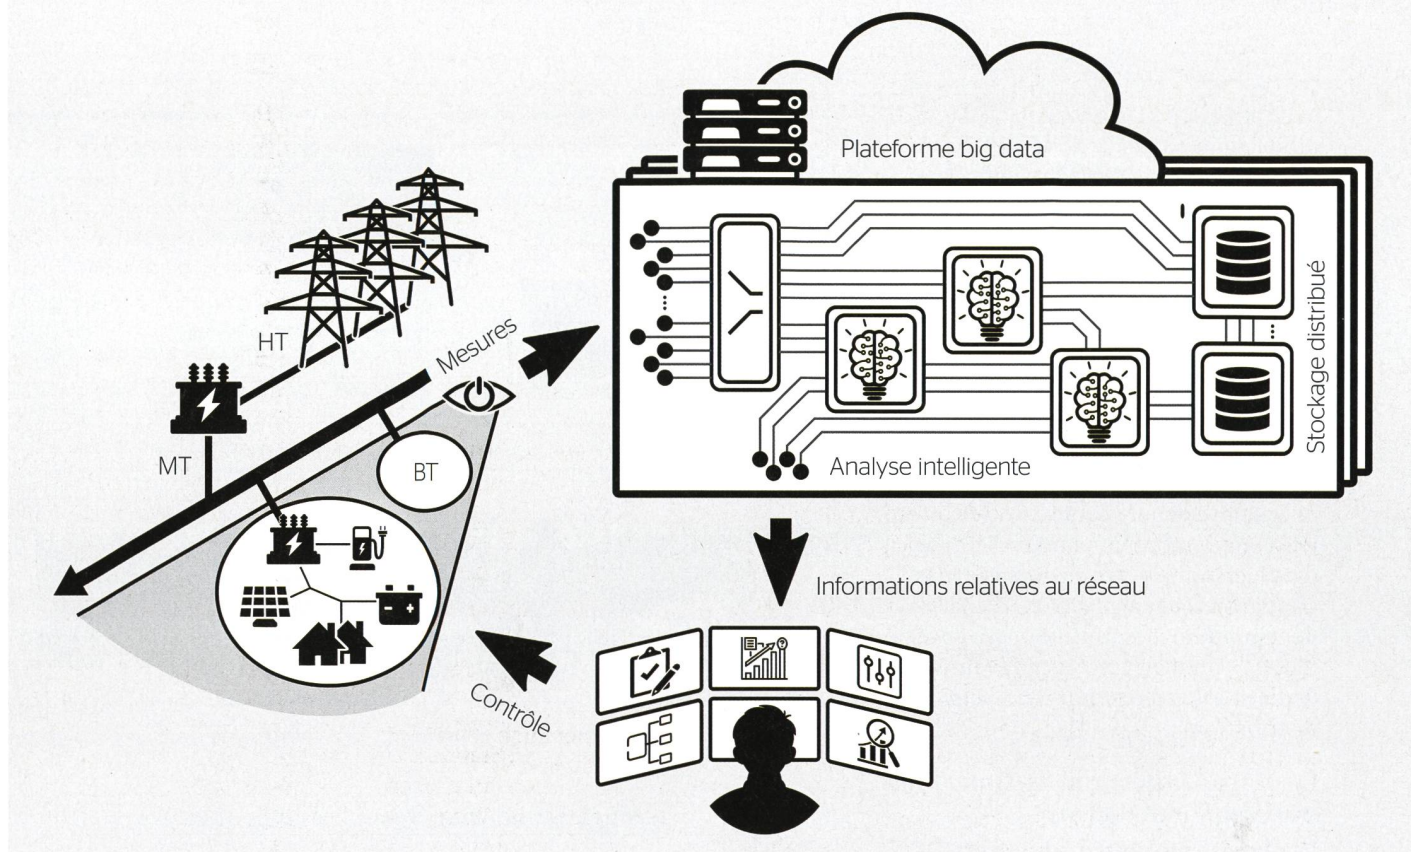 Plateforme big data
HT
Mesures
Stockage distribué
MT
BT
Analyse intelligente
Informations relatives au réseau
Contrôle